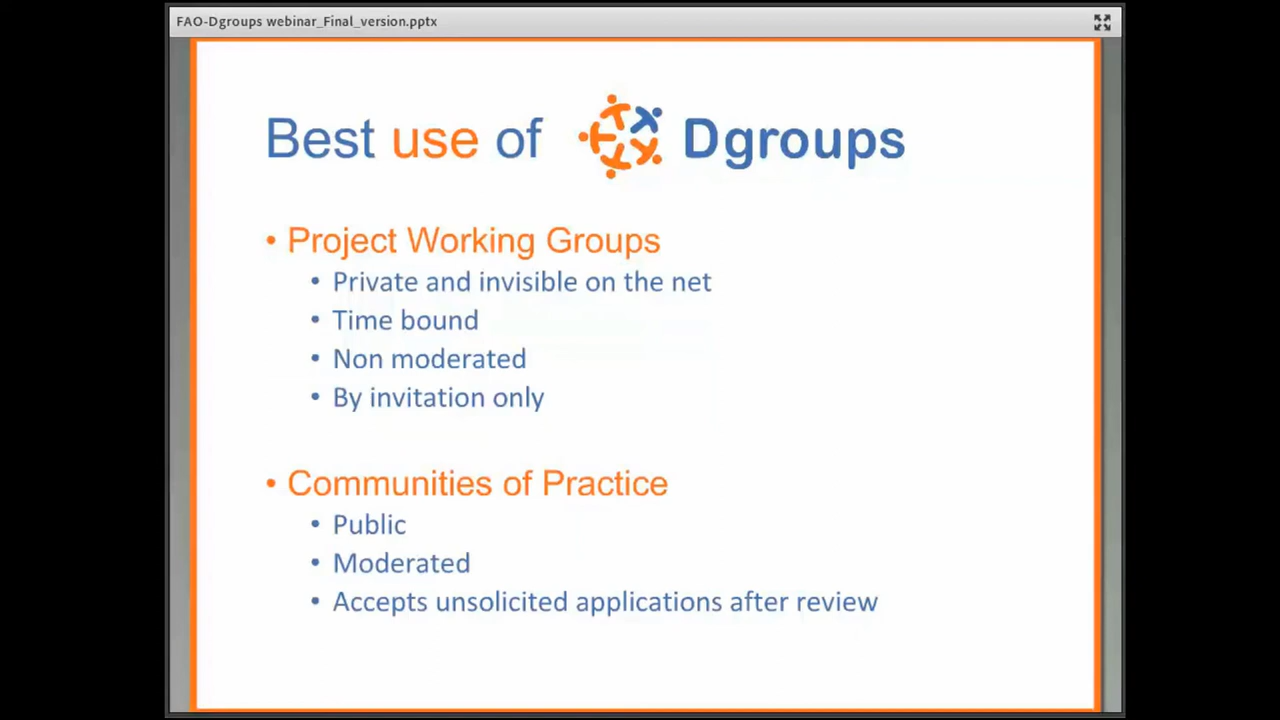 FAO-Dgroups webinar_Final_version.pptx
Best use of Dgroups
• Project Working Groups
• Private and invisible on the net
• Time bound
• Non moderated
• By invitation only
• Communities of Practice
• Public
• Moderated
• Accepts unsolicited applications after review